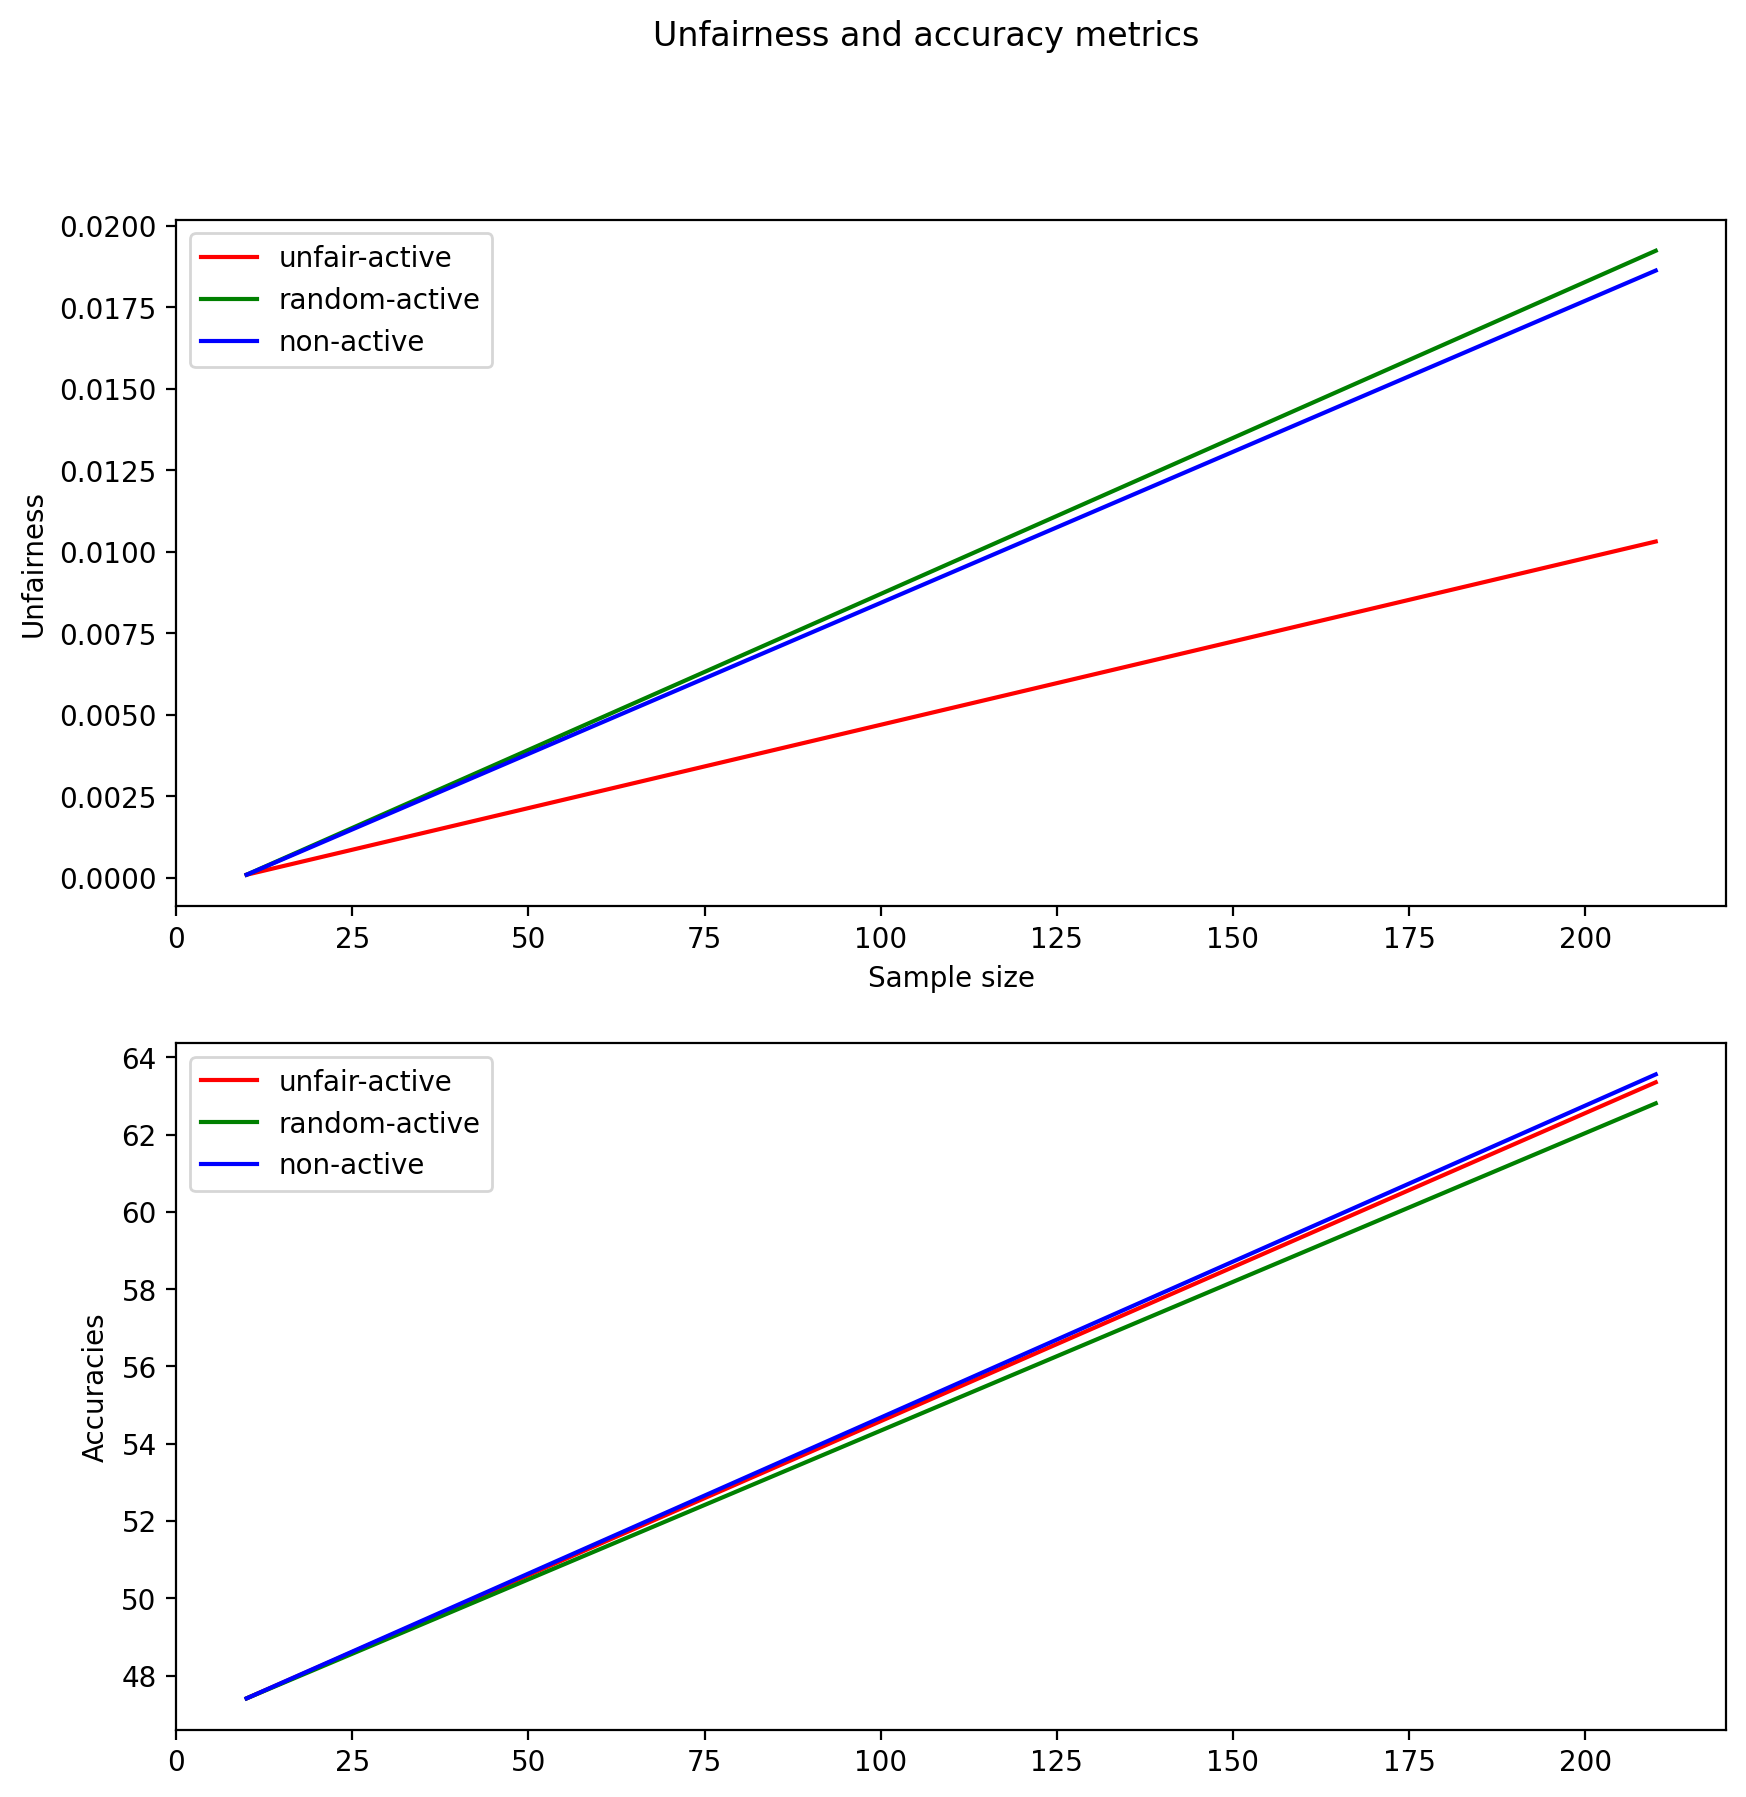 Unfairness and accuracy metrics
0.0200
0.0175
0.0150
0.0125
0.0100
0.0075
0.0050
0.0025
0.0000
Unfairness
unfair-active
random-active
non-active
0 25 50 75 100 125 150 175 200
Sample size
64
62
60
58
56
54
52
50
48
Accuracies
unfair-active
random-active
non-active
0 25 50 75 100 125 150 175 200